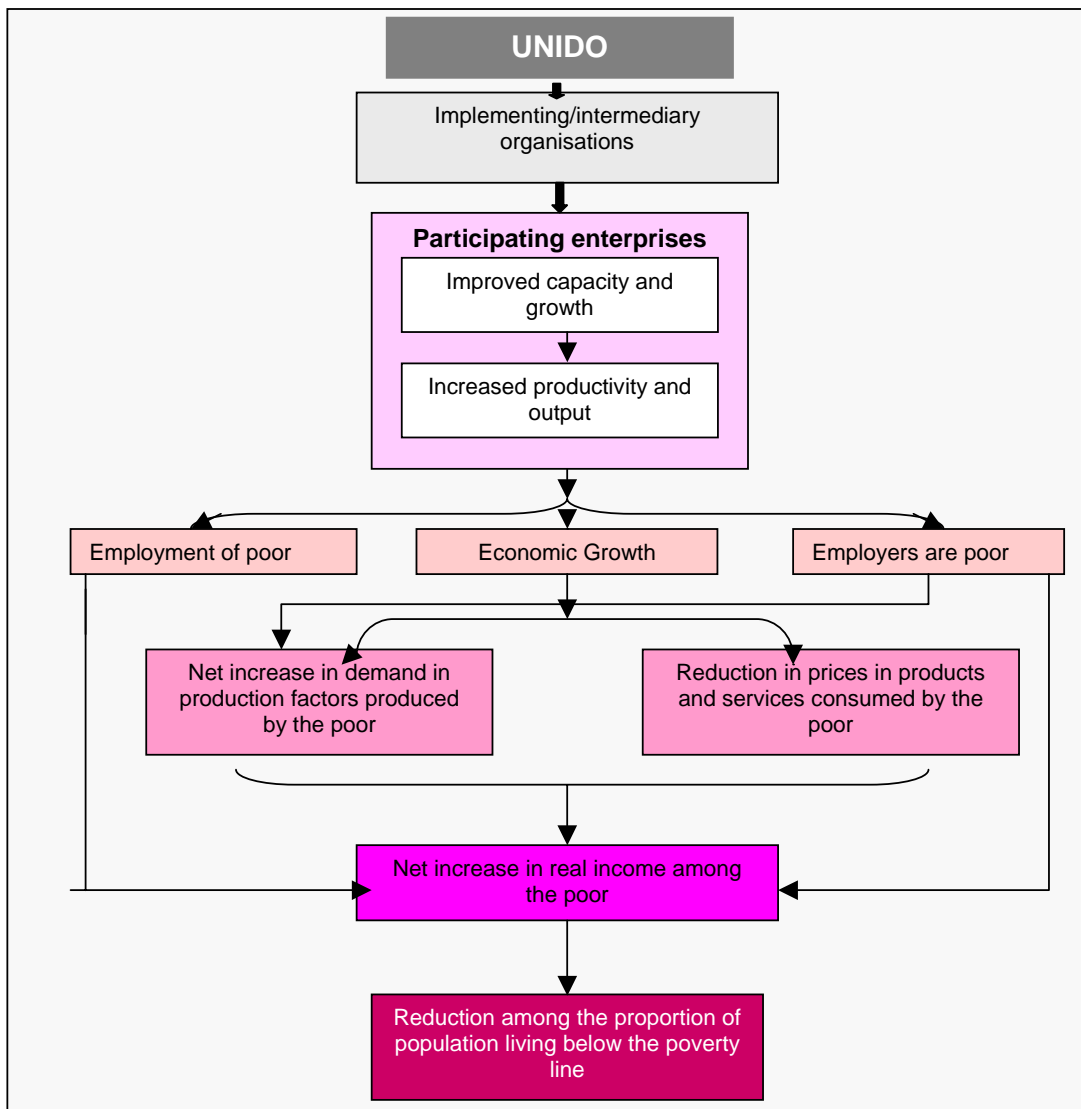 UNIDO
Implementing/intermediary
organisations
Participating enterprises
Improved capacity and
growth
Increased productivity and
output
Employment of poor
Economic Growth
Employers are poor
Net increase in demand in
production factors produced
by the poor
Reduction in prices in products
and services consumed by the
poor
Net increase in real income among
the poor
Reduction among the proportion of
population living below the poverty
line